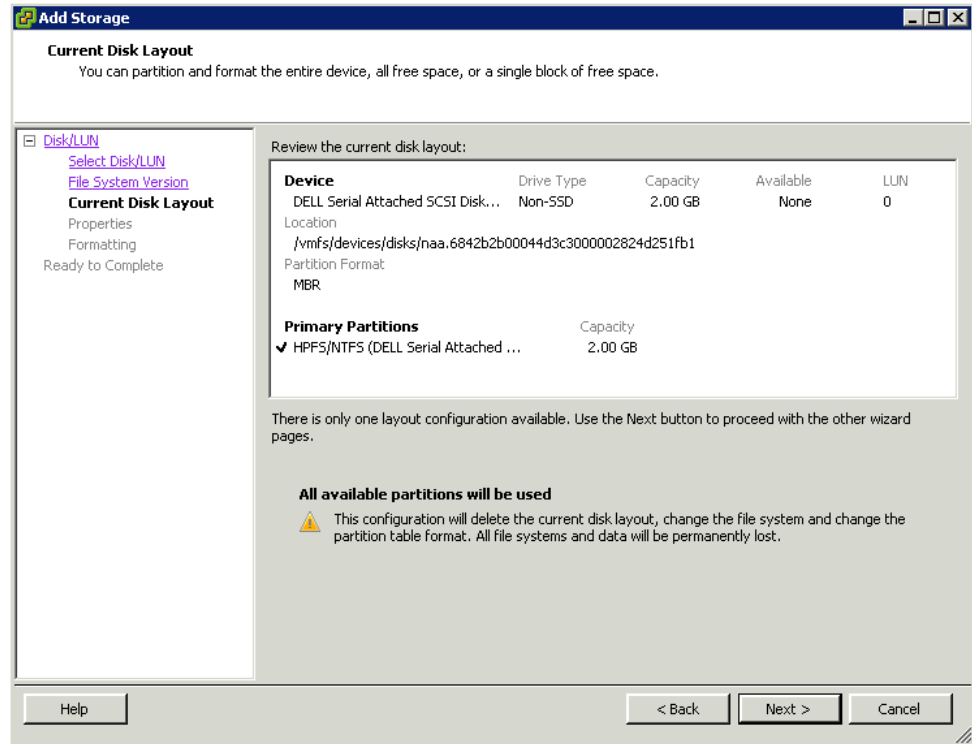 Add Storage
Current Disk Layout
You can partition and format the entire device, all free space, or a single block of free space.
Disk/LUN
Select Disk/LUN
File System Version
Current Disk Layout
Properties
Formatting
Ready to Complete
Review the current disk layout:
Device Drive Type Capacity Available LUN
DELL Serial Attached SCSI Disk... Non-SSD 2.00 GB None 0
Location
/vmfs/devices/disks/naa.6842b2b00044d3c3000002824d251fb1
Partition Format
MBR
Primary Partitions Capacity
HPFS/NTFS (DELL Serial Attached ... 2.00 GB
There is only one layout configuration available. Use the Next button to proceed with the other wizard
pages.
All available partitions will be used
This configuration will delete the current disk layout, change the file system and change the
partition table format. All file systems and data will be permanently lost.
Help < Back Next > Cancel